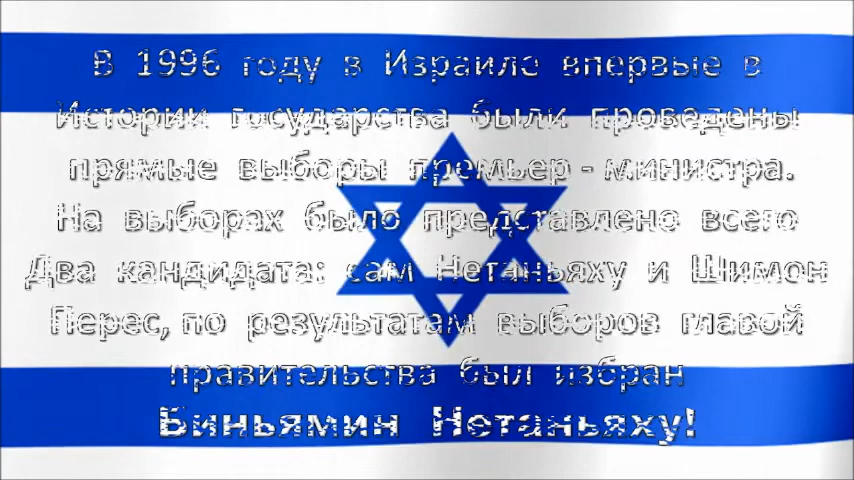 В 1996 году в Израиле впервые в
Истории государства были проведены
прямые выборы премьер - министра.
На выборах было представлено всего
Два кандидата: сам Нетаньяху и Шимон
Перес, по результатам выборов главой
правительства был избран
Биньямин Нетаньяху!